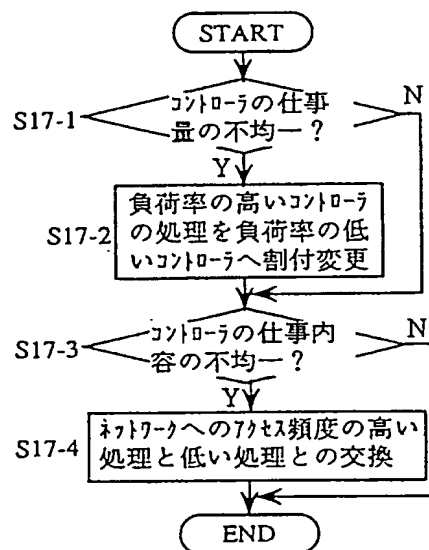 START
ｺﾝﾄﾛｰﾗの仕事
量の不均一？
N
S17-1
Y
負荷率の高いｺﾝﾄﾛｰﾗ
の処理を負荷率の低
いｺﾝﾄﾛｰﾗへ割付変更
S17-2
ｺﾝﾄﾛｰﾗの仕事内
容の不均一？
N
S17-3
Y
ﾈｯﾄﾜｰｸへのｱｸｾｽ頻度の高い
処理と低い処理との交換
S17-4
END